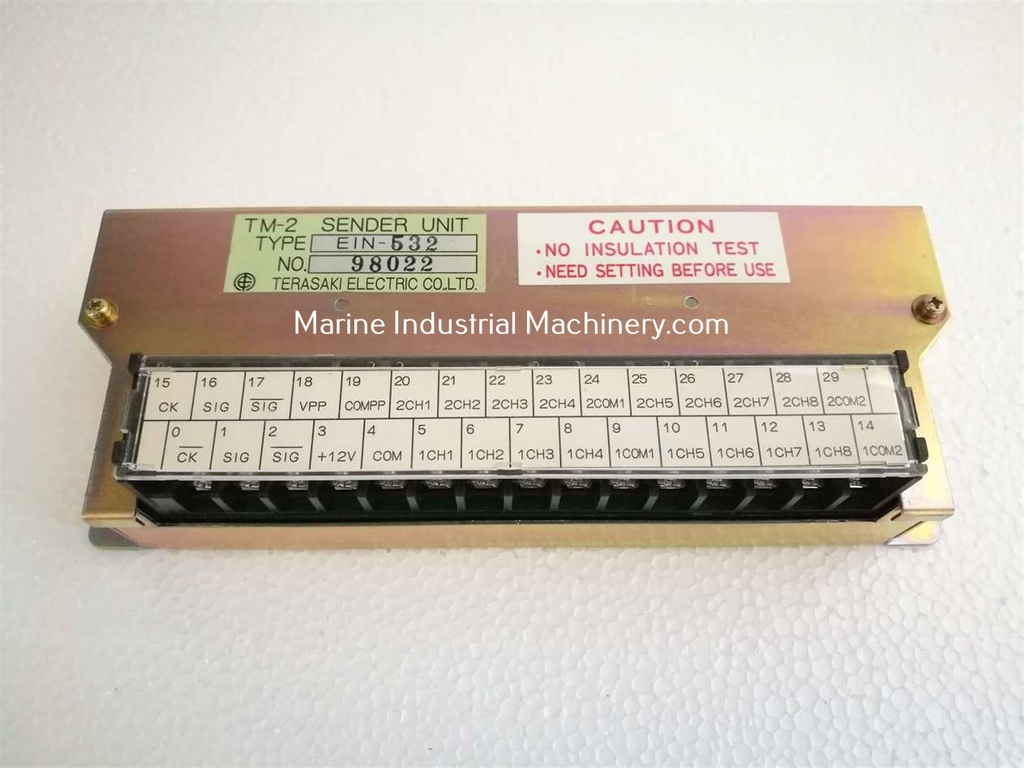 TM-2 SENDER UNIT
TYPE EIN-532
NO. 98022
TERASAKI ELECTRIC CO.,LTD.
CAUTION
• NO INSULATION TEST
• NEED SETTING BEFORE USE
Marine Industrial Machinery.com
15 16 17 18 19 20 21 22 23 24 25 26 27 28 29
CK SIG SIG VPP COMPP 2CH1 2CH2 2CH3 2CH4 2COM1 2CH5 2CH6 2CH7 2CH8 2COM2
0 1 2 3 4 5 6 7 8 9 10 11 12 13 14
CK SIG SIG +12V COM 1CH1 1CH2 1CH3 1CH4 1COM1 1CH5 1CH6 1CH7 1CH8 1COM2